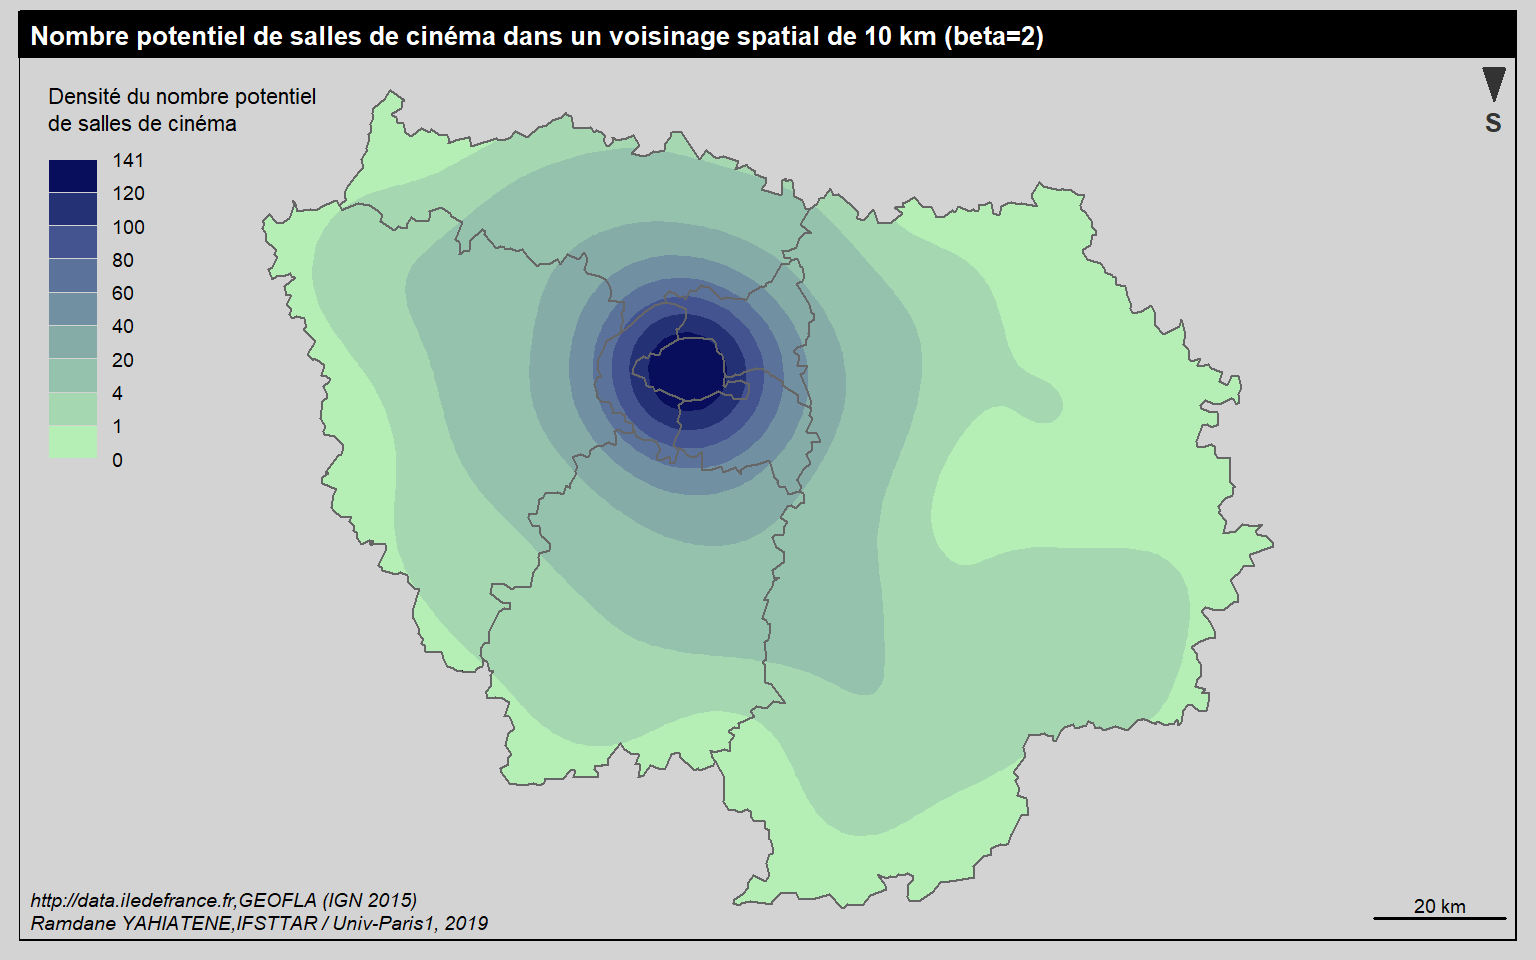 Nombre potentiel de salles de cinéma dans un voisinage spatial de 10 km (beta=2)
S
Densité du nombre potentiel
de salles de cinéma
141
120
100
80
60
40
20
4
1
0
http://data.iledefrance.fr,GEOFLA (IGN 2015)
Ramdane YAHIATENE,IFSTTAR / Univ-Paris1, 2019
20 km